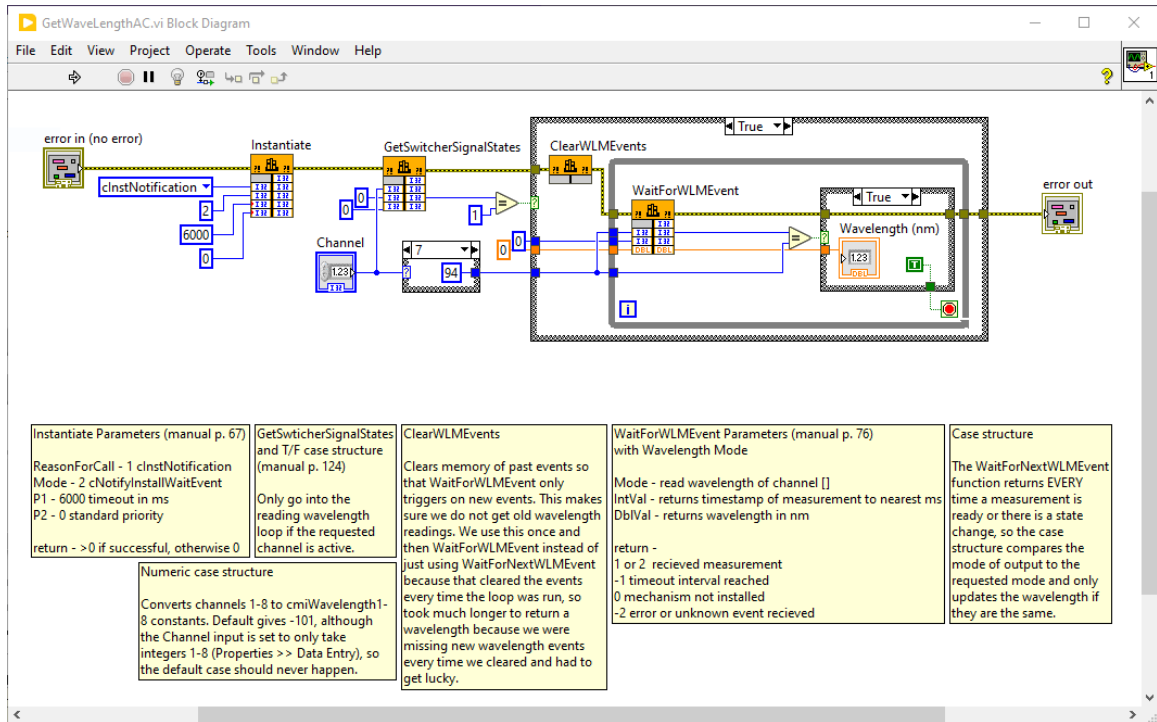 GetWaveLengthAC.vi Block Diagram
File Edit View Project Operate Tools Window Help
1
error in (no error)
Instantiate
GetSwitcherSignalStates
True
ClearWLMEvents
WaitForWLMEvent
True
error out
cInstNotification
2
6000
0
0
0
1
Channel
1.23
I32
7
94
0
0
Wavelength (nm)
1.23
DBL
T
i
Instantiate Parameters (manual p. 67)
ReasonForCall - 1 cInstNotification
Mode - 2 cNotifyInstallWaitEvent
P1 - 6000 timeout in ms
P2 - 0 standard priority
return - >0 if successful, otherwise 0
GetSwticherSignalStates
and T/F case structure
(manual p. 124)
Only go into the
reading wavelength
loop if the requested
channel is active.
Numeric case structure
Converts channels 1-8 to cmiWavelength1-
8 constants. Default gives -101, although
the Channel input is set to only take
integers 1-8 (Properties >> Data Entry), so
the default case should never happen.
ClearWLMEvents
Clears memory of past events so
that WaitForWLMEvent only
triggers on new events. This makes
sure we do not get old wavelength
readings. We use this once and
then WaitForWLMEvent instead of
just using WaitForNextWLMEvent
because that cleared the events
every time the loop was run, so
took much longer to return a
wavelength because we were
missing new wavelength events
every time we cleared and had to
get lucky.
WaitForWLMEvent Parameters (manual p. 76)
with Wavelength Mode
Mode - read wavelength of channel []
IntVal - returns timestamp of measurement to nearest ms
DblVal - returns wavelength in nm
return -
1 or 2  recieved measurement
-1 timeout interval reached
0 mechanism not installed
-2 error or unknown event recieved
Case structure
The WaitForNextWLMEvent
function returns EVERY
time a measurement is
ready or there is a state
change, so the case
structure compares the
mode of output to the
requested mode and only
updates the wavelength if
they are the same.